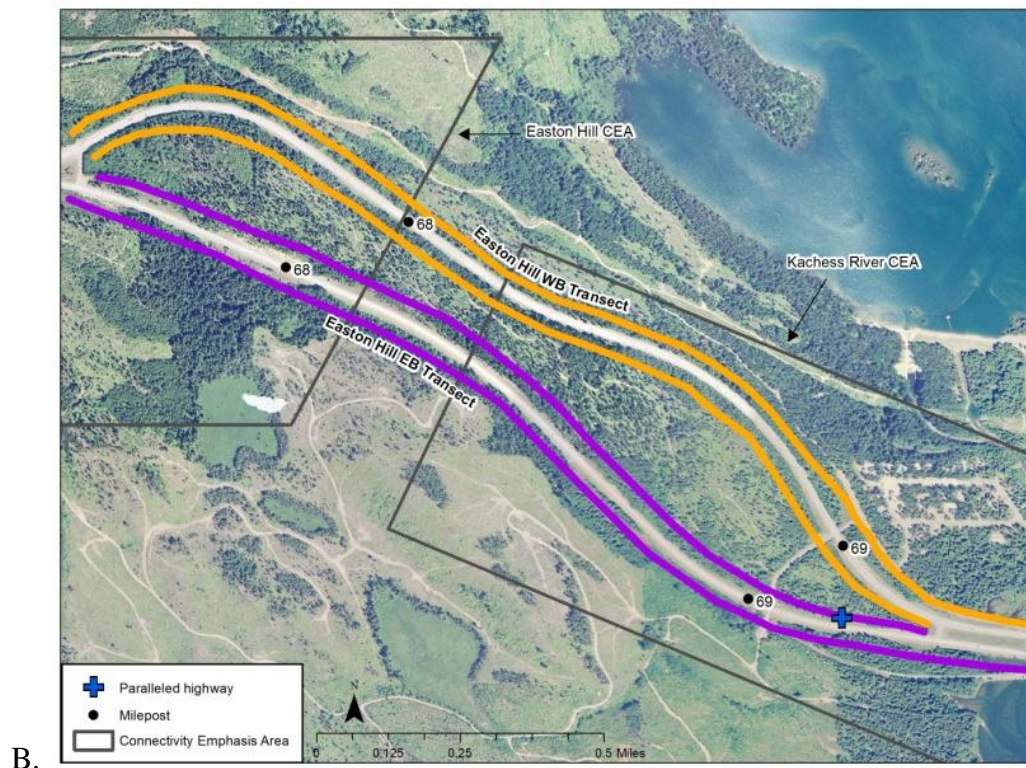 Easton Hill CEA
68
68
Easton Hill WB Transect
Kachess River CEA
Easton Hill EB Transect
69
69
Paralleled highway
Milepost
Connectivity Emphasis Area
N
0 0.125 0.25 0.5 Miles
B.